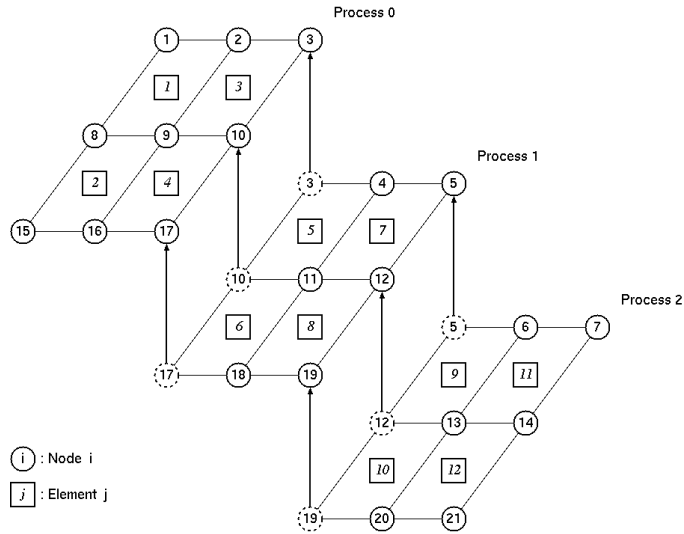 Process 0
1 2 3
1 3
8 9 10
2 4
15 16 17
Process 1
3 4 5
5 7
10 11 12
6 8
17 18 19
Process 2
5 6 7
9 11
12 13 14
10 12
19 20 21
i : Node i
j : Element j